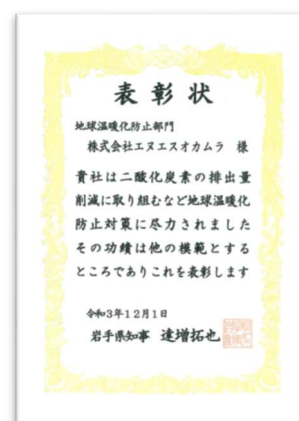 表彰状
地球温暖化防止部門
株式会社エヌエスオカムラ 様
貴社は二酸化炭素の排出量
削減に取り組むなど地球温暖化
防止対策に尽力されました
その功績は他の模範とする
ところでありこれを表彰します
令和3年12月1日
岩手県知事 達増拓也